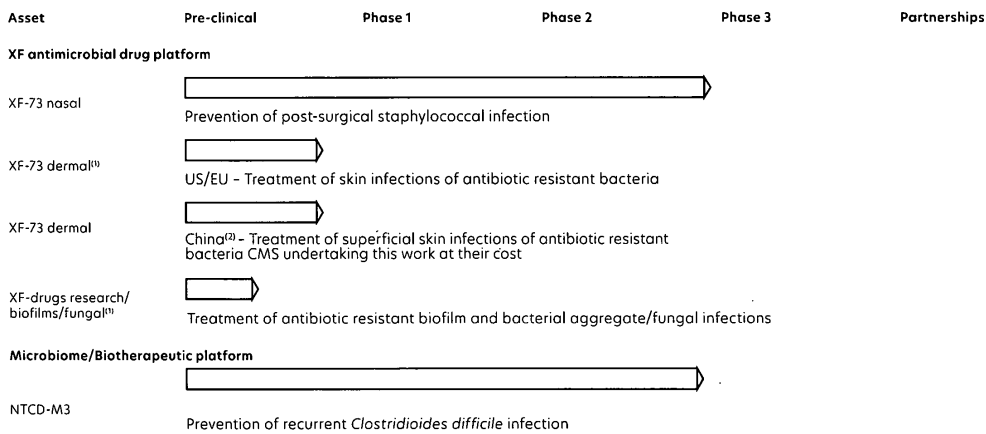 Asset Pre-clinical Phase 1 Phase 2 Phase 3 Partnerships
XF antimicrobial drug platform
XF-73 nasal
Prevention of post-surgical staphylococcal infection
XF-73 dermal(1)
US/EU – Treatment of skin infections of antibiotic resistant bacteria
XF-73 dermal
China(2) – Treatment of superficial skin infections of antibiotic resistant
bacteria CMS undertaking this work at their cost
XF-drugs research/
biofilms/fungal(1)
Treatment of antibiotic resistant biofilm and bacterial aggregate/fungal infections
Microbiome/Biotherapeutic platform
NTCD-M3
Prevention of recurrent Clostridioides difficile infection